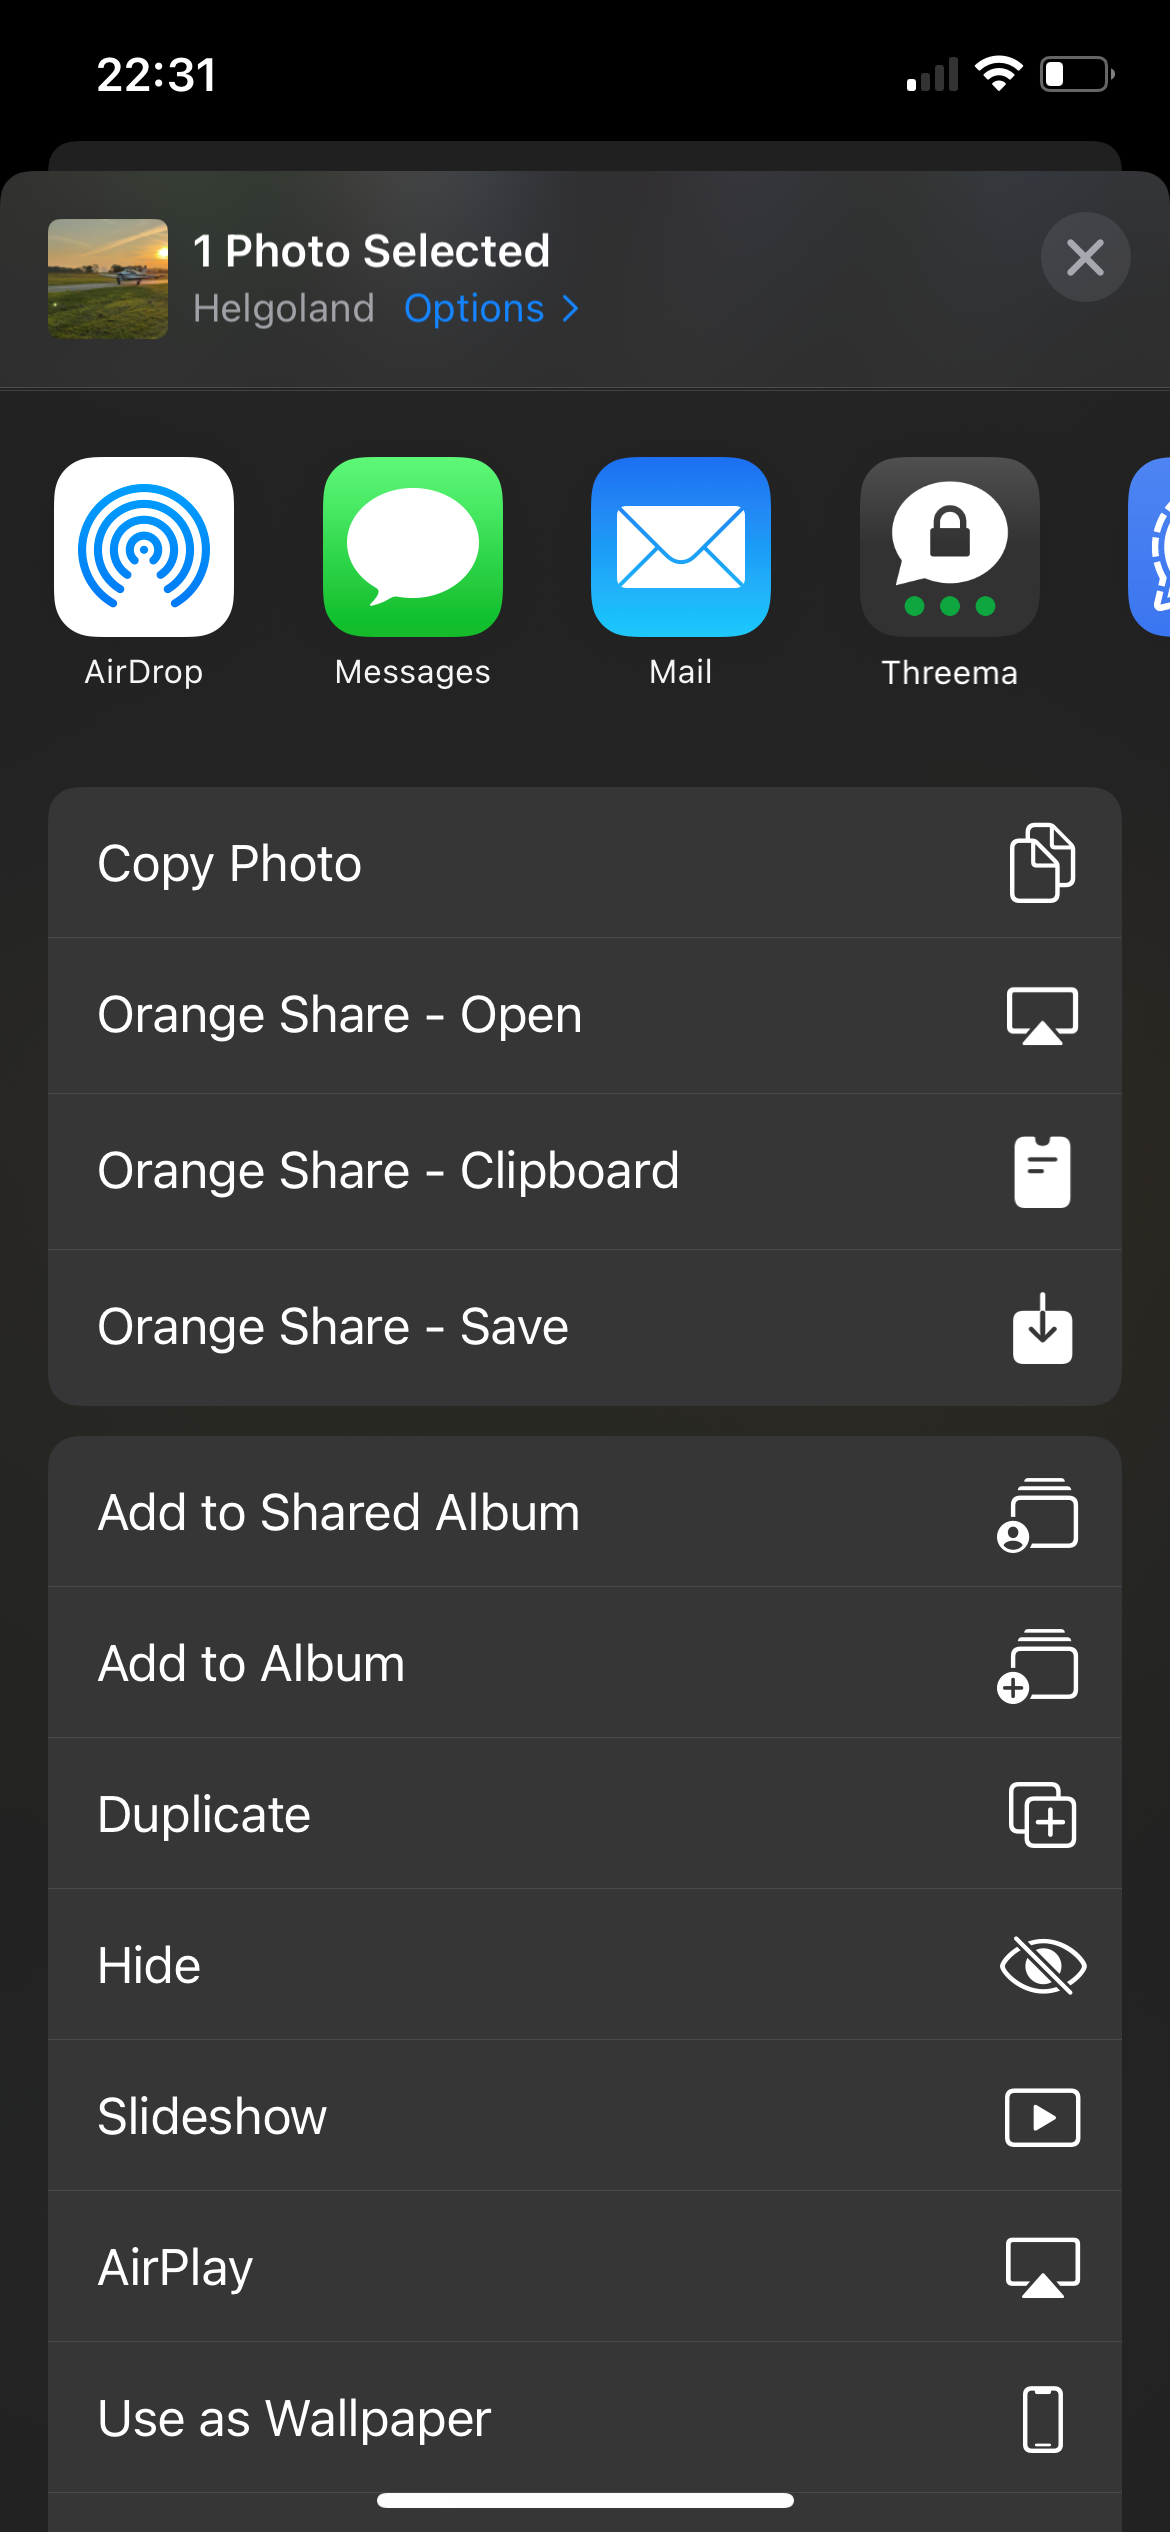 22:31
1 Photo Selected
Helgoland Options
AirDrop
Messages
Mail
Threema
Copy Photo
Orange Share - Open
Orange Share - Clipboard
Orange Share - Save
Add to Shared Album
Add to Album
Duplicate
Hide
Slideshow
AirPlay
Use as Wallpaper